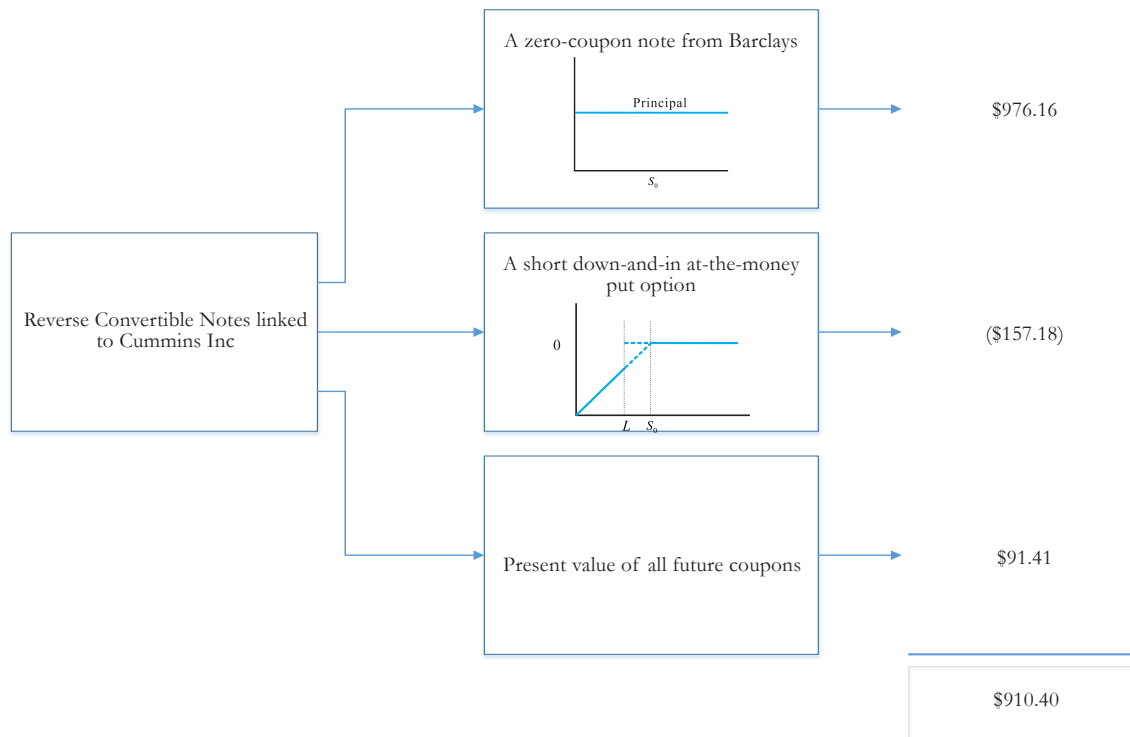 A zero-coupon note from Barclays
Principal
S₀
$976.16
Reverse Convertible Notes linked
to Cummins Inc
A short down-and-in at-the-money
put option
0
L S₀
($157.18)
Present value of all future coupons
$91.41
$910.40